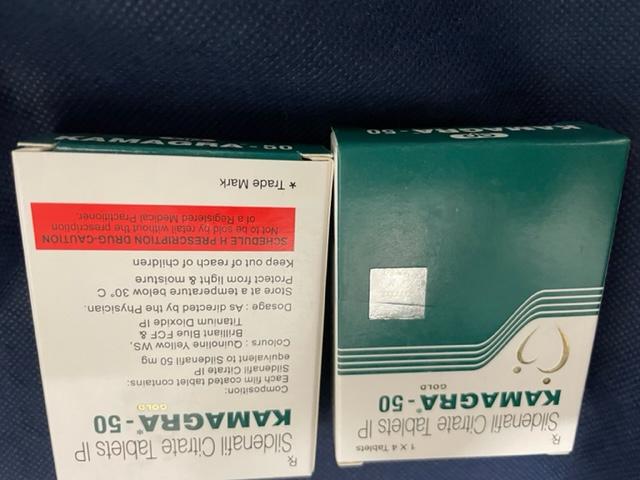 Rx
Sildenafil Citrate Tablets IP
KAMAGRA*-50
GOLD
Composition:
Each film coated tablet contains:
Sildenafil Citrate IP
equivalent to Sildenafil 50 mg
Colours : Quinoline Yellow WS,
Brilliant Blue FCF &
Titanium Dioxide IP
Dosage : As directed by the Physician.
Store at a temperature below 30° C
Protect from light & moisture
Keep out of reach of children
SCHEDULE H PRESCRIPTION DRUG-CAUTION
Not to be sold by retail without the prescription
of a Registered Medical Practitioner.
* Trade Mark
KAMAGRA - 50
Rx
1 X 4 Tablets
Sildenafil Citrate Tablets IP
KAMAGRA*-50
GOLD
KAMAGRA - 50